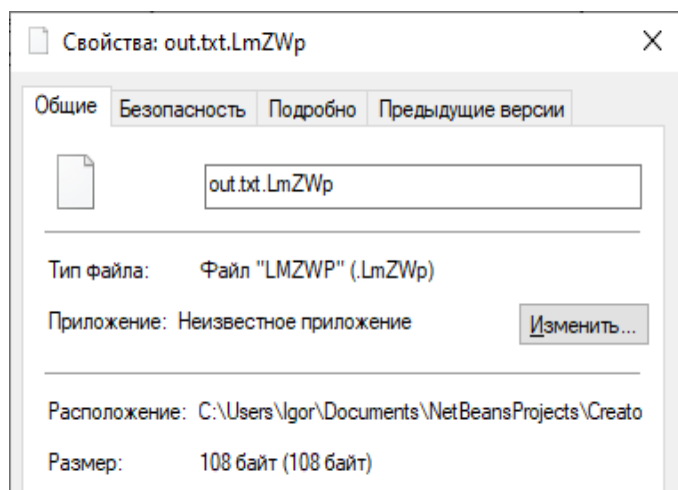 Свойства: out.txt.LmZWp
Общие Безопасность Подробно Предыдущие версии
out.txt.LmZWp
Тип файла: Файл "LMZWP" (.LmZWp)
Приложение: Неизвестное приложение Изменить...
Расположение: C:\Users\Igor\Documents\NetBeansProjects\Creato
Размер: 108 байт (108 байт)